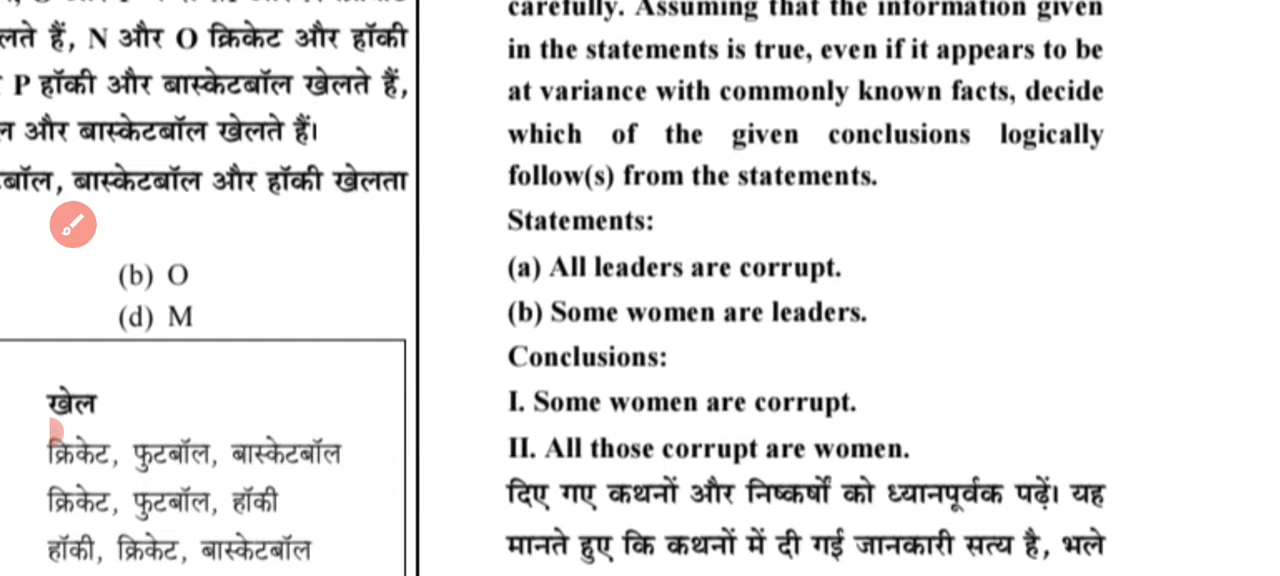 लते हैं, N और O क्रिकेट और हॉकी
P हॉकी और बास्केटबॉल खेलते हैं,
और बास्केटबॉल खेलते हैं।
बास्केटबॉल और हॉकी खेलता
(b) O
(d) M
खेल
क्रिकेट, फुटबॉल, बास्केटबॉल
क्रिकेट, फुटबॉल, हॉकी
हॉकी, क्रिकेट, बास्केटबॉल
carefully. Assuming that the information given
in the statements is true, even if it appears to be
at variance with commonly known facts, decide
which of the given conclusions logically
follow(s) from the statements.
Statements:
(a) All leaders are corrupt.
(b) Some women are leaders.
Conclusions:
I. Some women are corrupt.
II. All those corrupt are women.
दिए गए कथनों और निष्कर्षों को ध्यानपूर्वक पढ़ें। यह
मानते हुए कि कथनों में दी गई जानकारी सत्य है, भले